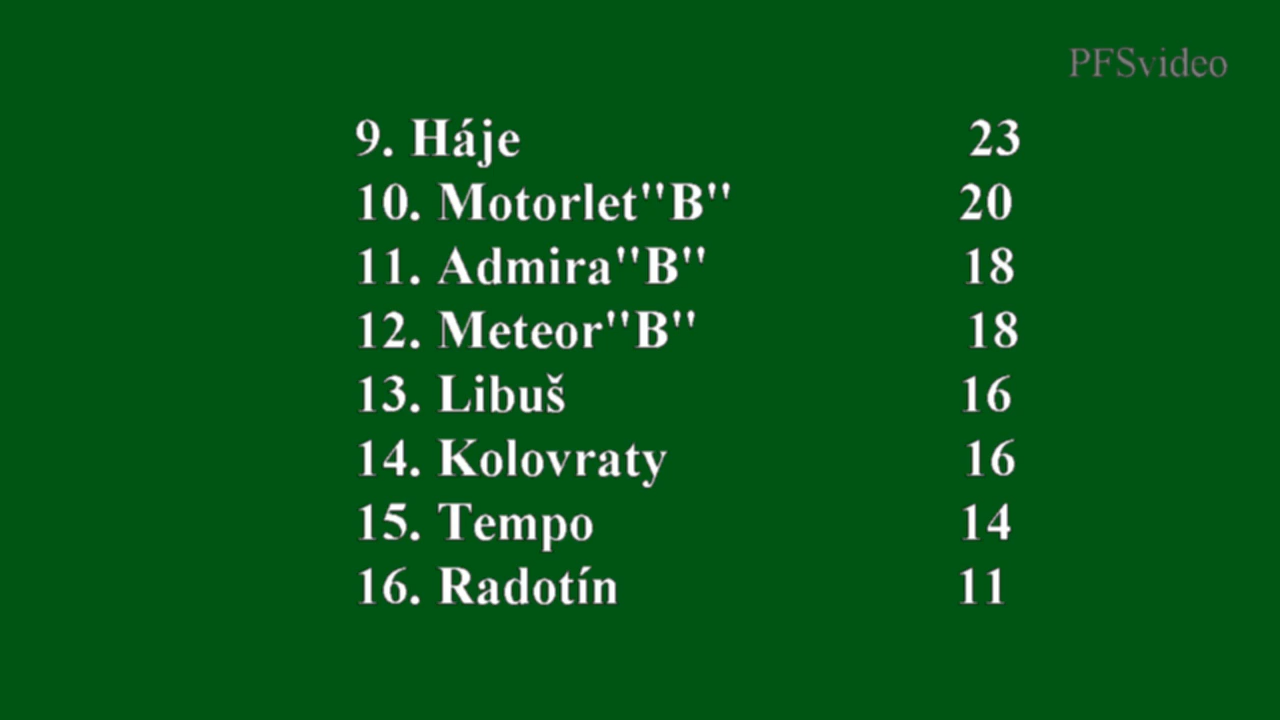 PFSvideo
9. Háje 23
10. Motorlet"B" 20
11. Admira"B" 18
12. Meteor"B" 18
13. Libuš 16
14. Kolovraty 16
15. Tempo 14
16. Radotín 11